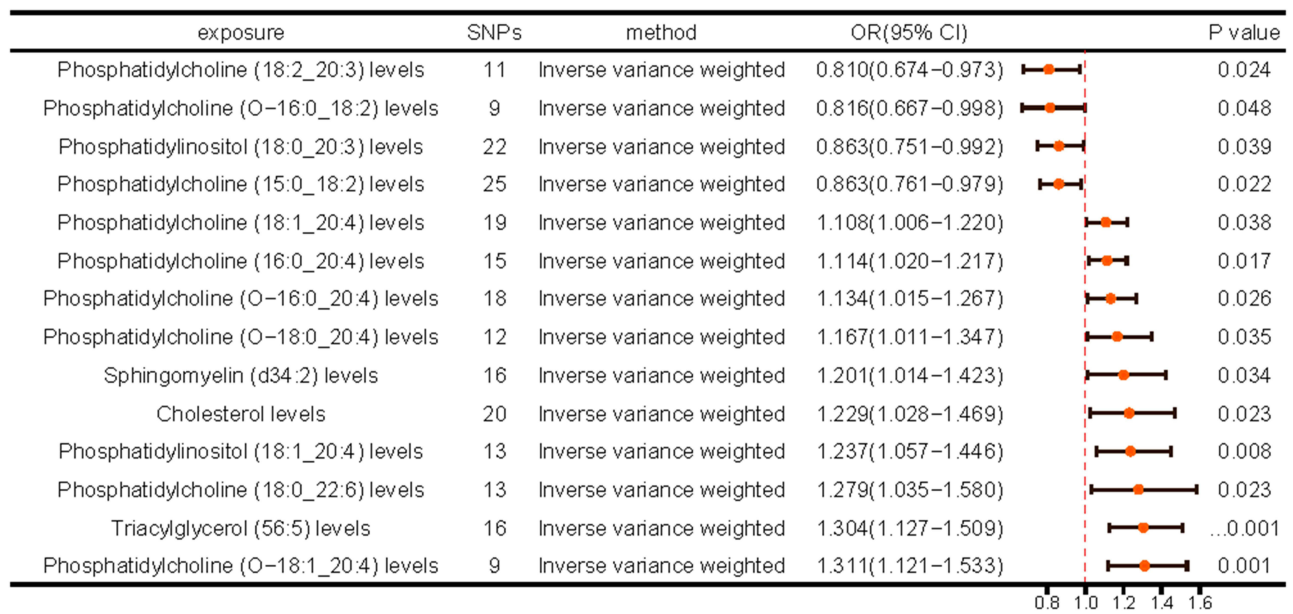 exposure SNPs method OR(95% CI) P value
Phosphatidylcholine (18:2_20:3) levels 11 Inverse variance weighted 0.810(0.674−0.973) 0.024
Phosphatidylcholine (O−16:0_18:2) levels 9 Inverse variance weighted 0.816(0.667−0.998) 0.048
Phosphatidylinositol (18:0_20:3) levels 22 Inverse variance weighted 0.863(0.751−0.992) 0.039
Phosphatidylcholine (15:0_18:2) levels 25 Inverse variance weighted 0.863(0.761−0.979) 0.022
Phosphatidylcholine (18:1_20:4) levels 19 Inverse variance weighted 1.108(1.006−1.220) 0.038
Phosphatidylcholine (16:0_20:4) levels 15 Inverse variance weighted 1.114(1.020−1.217) 0.017
Phosphatidylcholine (O−16:0_20:4) levels 18 Inverse variance weighted 1.134(1.015−1.267) 0.026
Phosphatidylcholine (O−18:0_20:4) levels 12 Inverse variance weighted 1.167(1.011−1.347) 0.035
Sphingomyelin (d34:2) levels 16 Inverse variance weighted 1.201(1.014−1.423) 0.034
Cholesterol levels 20 Inverse variance weighted 1.229(1.028−1.469) 0.023
Phosphatidylinositol (18:1_20:4) levels 13 Inverse variance weighted 1.237(1.057−1.446) 0.008
Phosphatidylcholine (18:0_22:6) levels 13 Inverse variance weighted 1.279(1.035−1.580) 0.023
Triacylglycerol (56:5) levels 16 Inverse variance weighted 1.304(1.127−1.509) ...0.001
Phosphatidylcholine (O−18:1_20:4) levels 9 Inverse variance weighted 1.311(1.121−1.533) 0.001
0.8 1.0 1.2 1.4 1.6